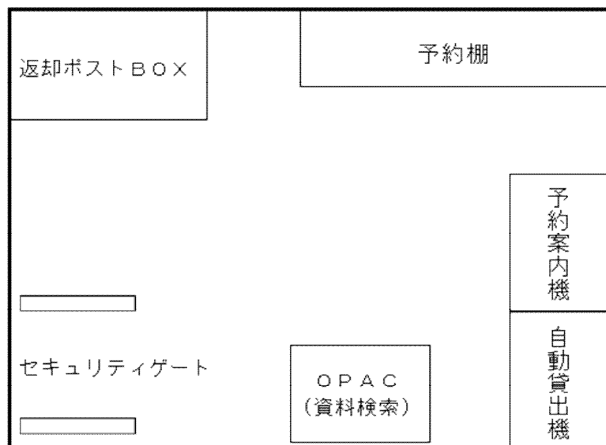 返却ポストＢＯＸ
予約棚
予約案内機
セキュリティゲート
ＯＰＡＣ
（資料検索）
自動貸出機